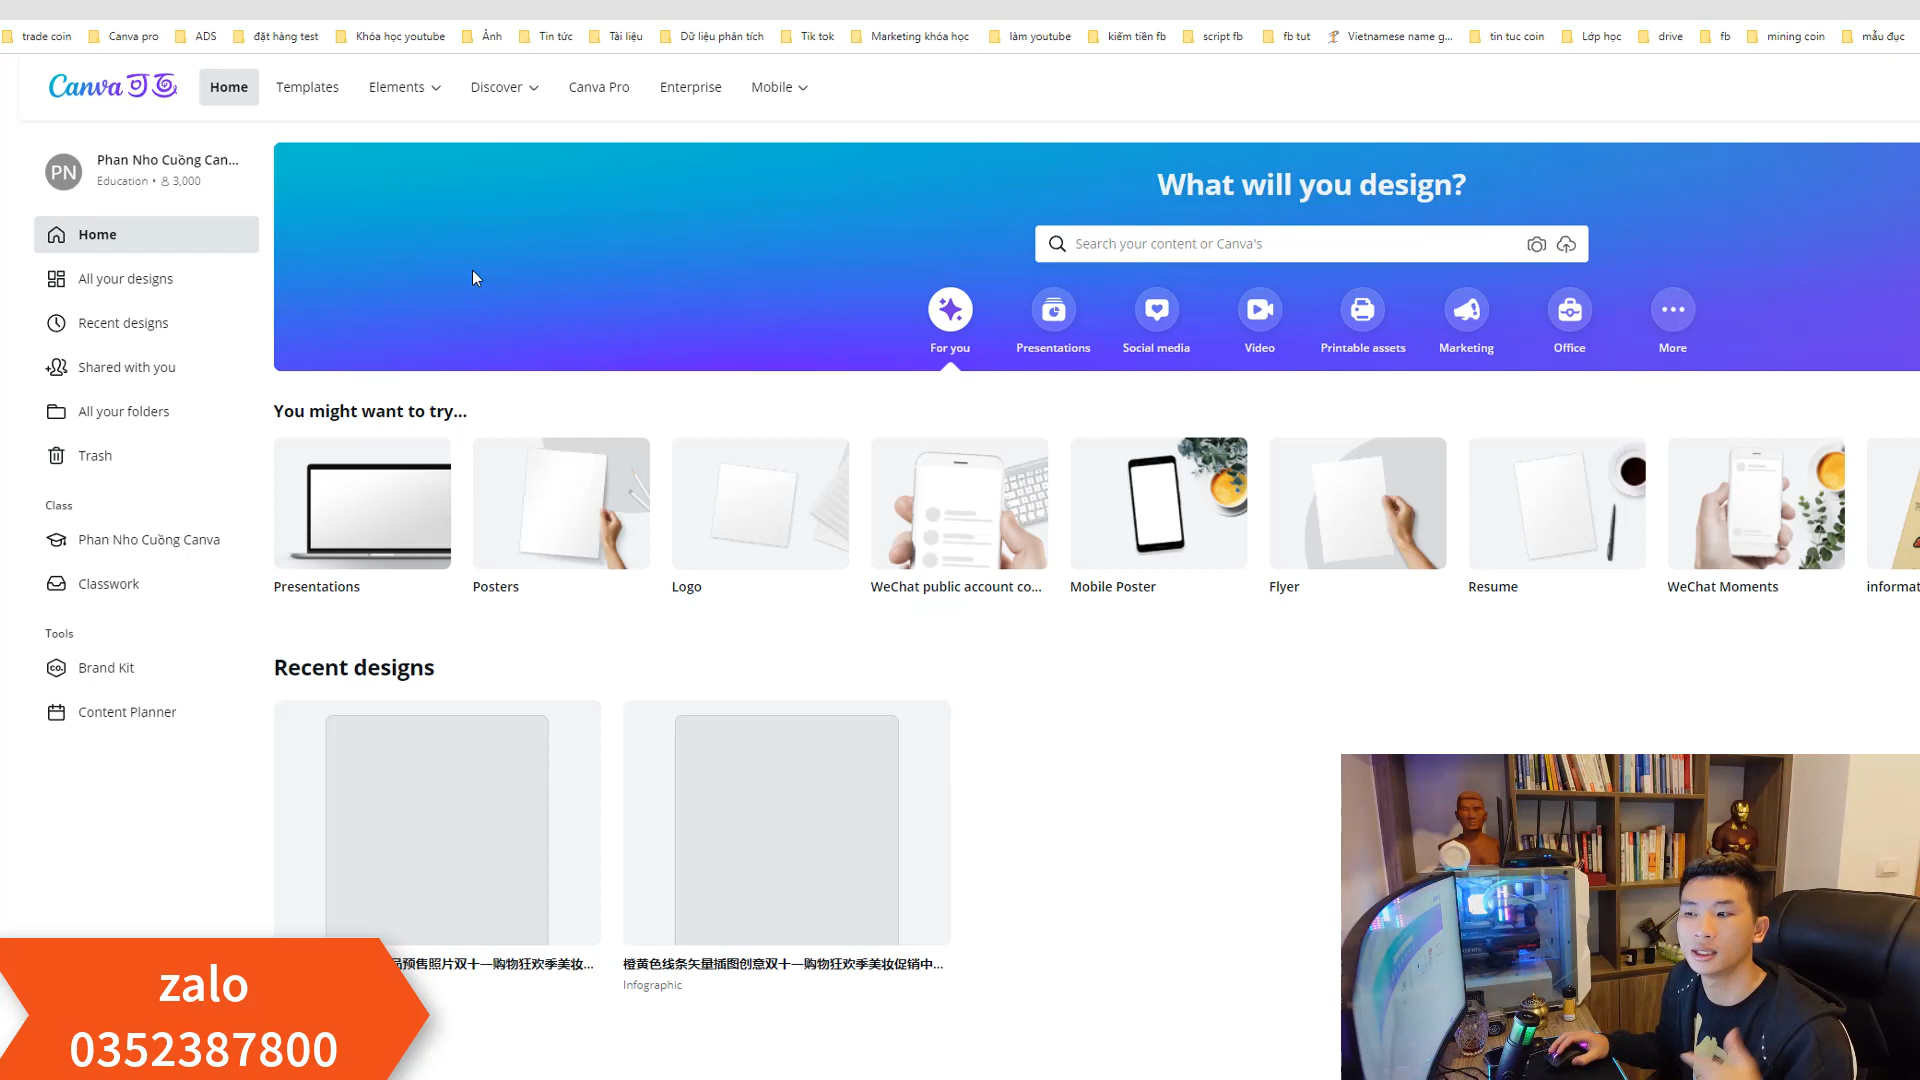 trade coin Canva pro ADS đặt hàng test Khóa học youtube Ảnh Tin tức Tài liệu Dữ liệu phân tích Tik tok Marketing khóa học làm youtube kiếm tiền fb script fb fb tut Vietnamese name g... tin tuc coin Lớp học drive fb mining coin mẫu đục
Canva可画 Home Templates Elements Discover Canva Pro Enterprise Mobile
PN Phan Nho Cường Can...
Education • 3,000
Home
All your designs
Recent designs
Shared with you
All your folders
Trash
Class
Phan Nho Cường Canva
Classwork
Tools
Brand Kit
Content Planner
What will you design?
Search your content or Canva's
For you Presentations Social media Video Printable assets Marketing Office More
You might want to try...
Presentations Posters Logo WeChat public account co... Mobile Poster Flyer Resume WeChat Moments informat
Recent designs
品预售照片双十一购物狂欢季美妆... 橙黄色线条矢量插图创意双十一购物狂欢季美妆促销中...
Infographic
zalo
0352387800